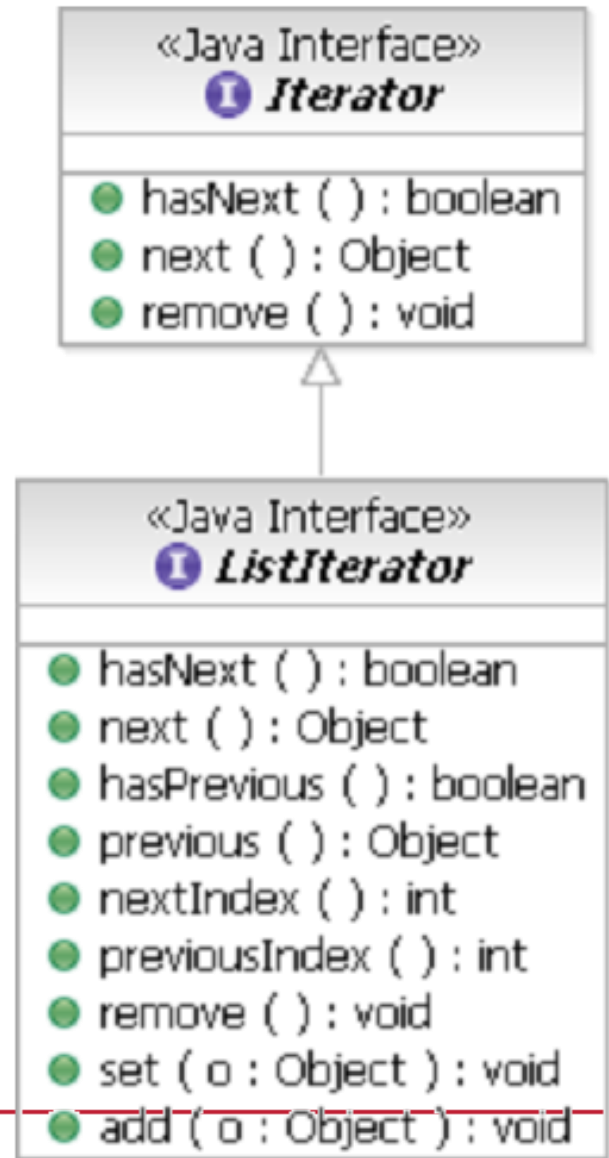 «Java Interface»
I Iterator
hasNext ( ) : boolean
next ( ) : Object
remove ( ) : void
«Java Interface»
I ListIterator
hasNext ( ) : boolean
next ( ) : Object
hasPrevious ( ) : boolean
previous ( ) : Object
nextIndex ( ) : int
previousIndex ( ) : int
remove ( ) : void
set ( o : Object ) : void
add ( o : Object ) : void